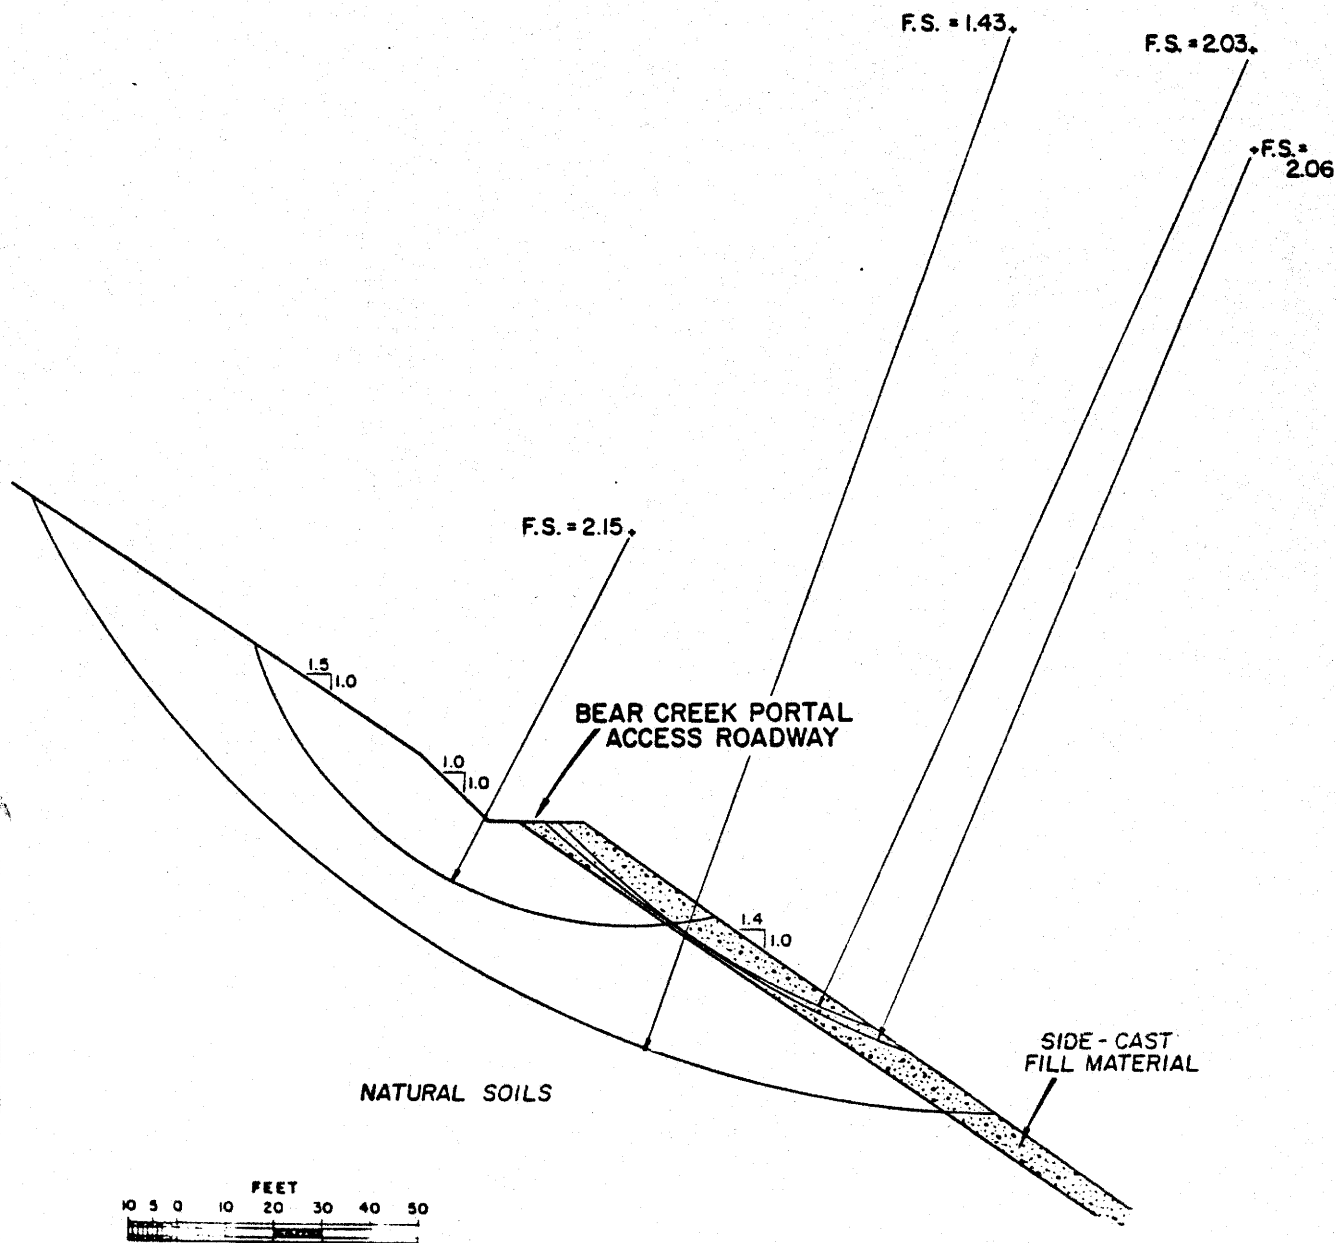 F.S. = 1.43
F.S. = 2.03
F.S. =
2.06
F.S. = 2.15
1.5
1.0
BEAR CREEK PORTAL
ACCESS ROADWAY
1.0
1.0
1.4
1.0
SIDE-CAST
FILL MATERIAL
NATURAL SOILS
FEET
10 5 0 10 20 30 40 50